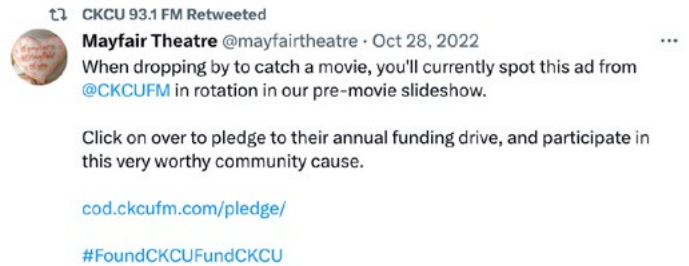 CKCU 93.1 FM Retweeted
Mayfair Theatre @mayfairtheatre · Oct 28, 2022
When dropping by to catch a movie, you'll currently spot this ad from
@CKCUFM in rotation in our pre-movie slideshow.
Click on over to pledge to their annual funding drive, and participate in
this very worthy community cause.
cod.ckcufm.com/pledge/
#FoundCKCUFundCKCU